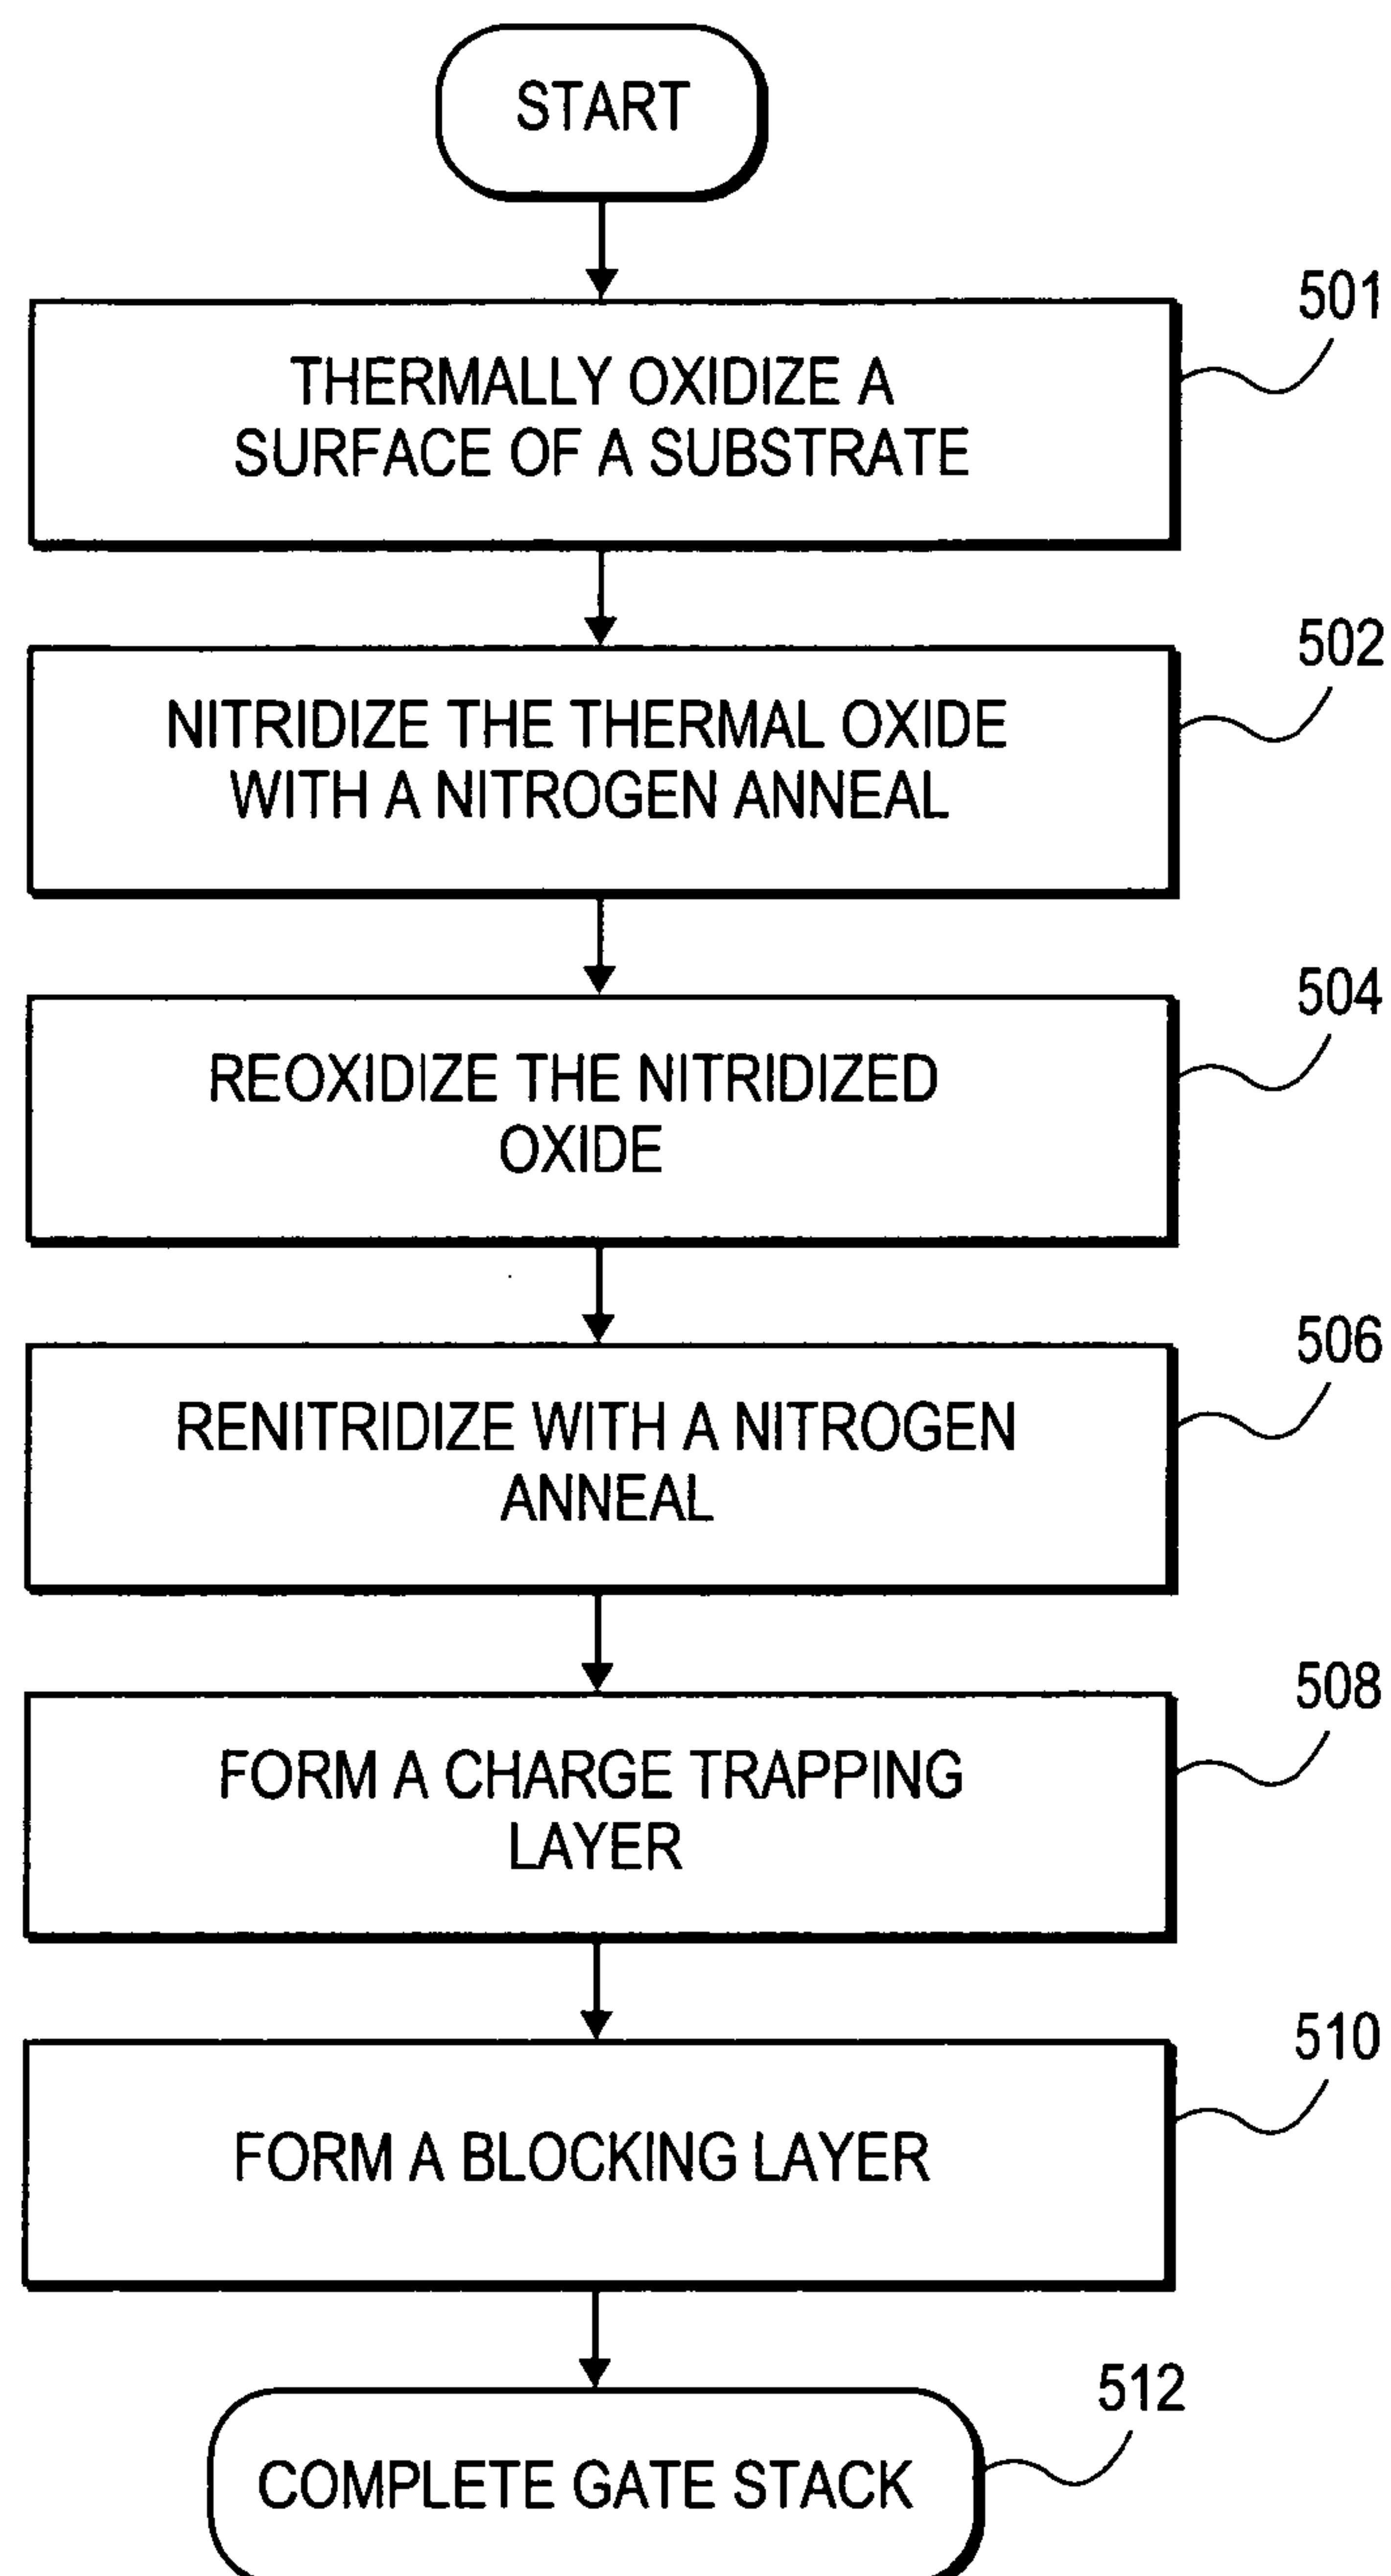 START
501
THERMALLY OXIDIZE A
SURFACE OF A SUBSTRATE
502
NITRIDIZE THE THERMAL OXIDE
WITH A NITROGEN ANNEAL
504
REOXIDIZE THE NITRIDIZED
OXIDE
506
RENITRIDIZE WITH A NITROGEN
ANNEAL
508
FORM A CHARGE TRAPPING
LAYER
510
FORM A BLOCKING LAYER
512
COMPLETE GATE STACK